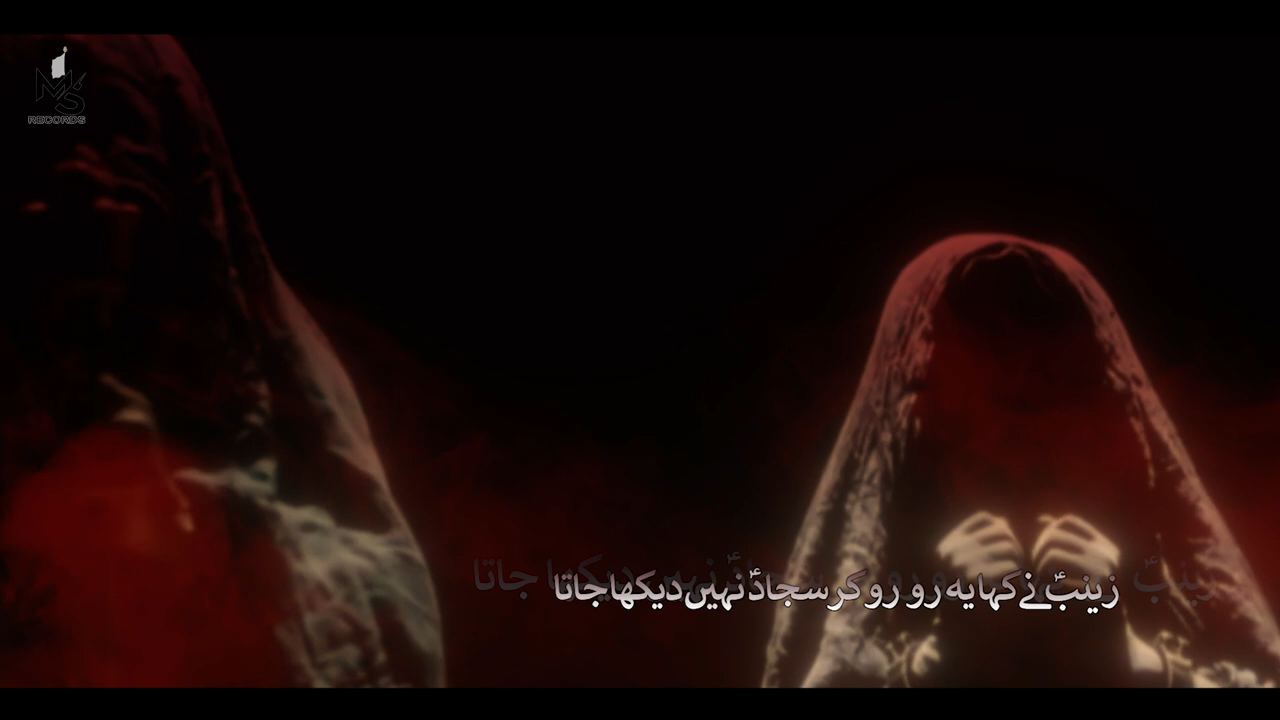 MS
RECORDS
زینبؑ نے کہا یہ رو رو کر سجادؑ نہیں دیکھا جاتا